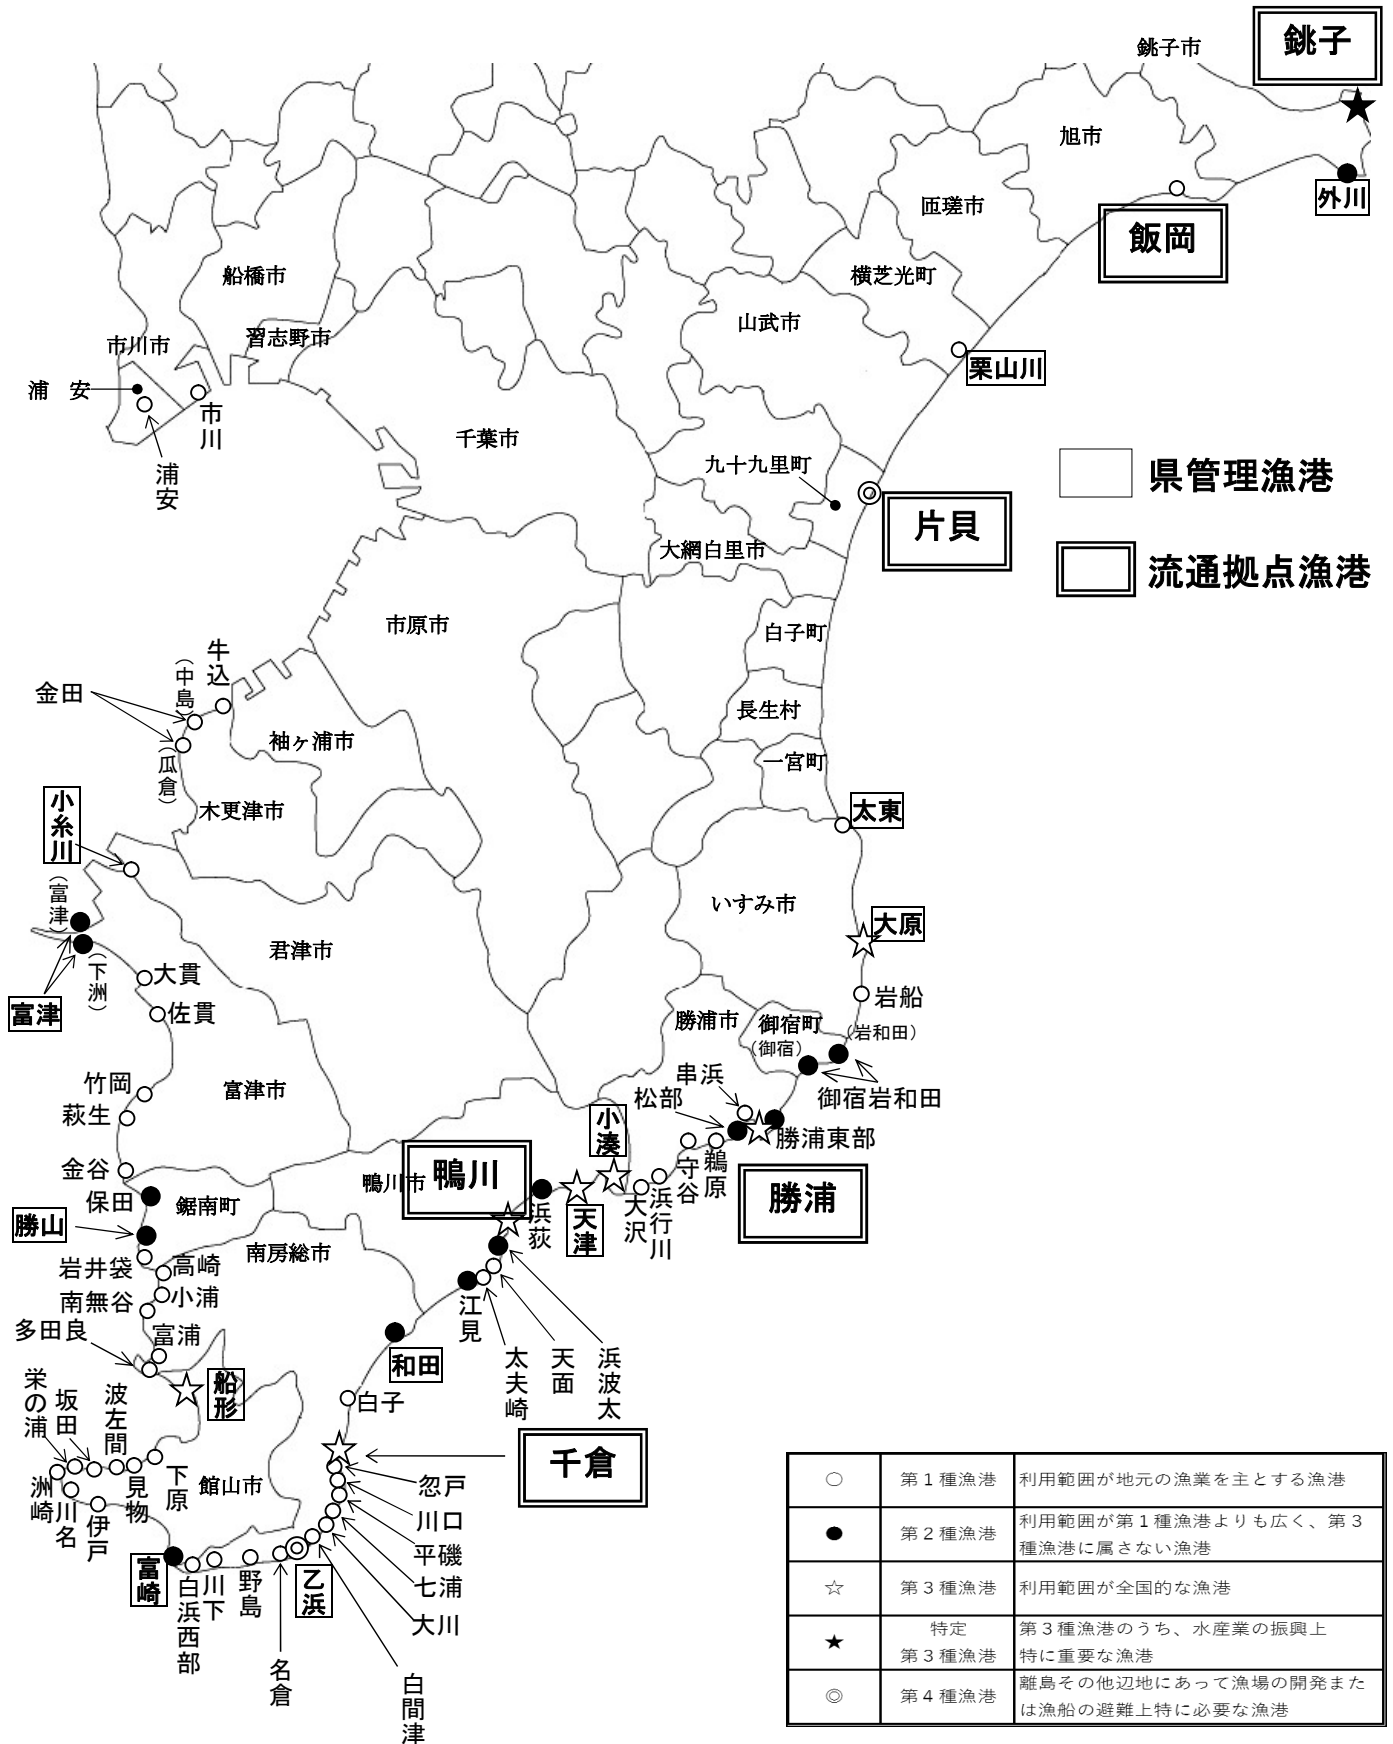 銚子市
銚子
旭市
外川
匝瑳市
飯岡
船橋市
横芝光町
山武市
習志野市
市川市
栗山川
浦 安
市川
浦安
千葉市
九十九里町
県管理漁港
片貝
大網白里市
流通拠点漁港
市原市
白子町
牛込
（中島）
金田
長生村
袖ヶ浦市
一宮町
（瓜倉）
木更津市
太東
小糸川
（富津）
いすみ市
大原
君津市
（下洲）
大貫
富津
佐貫
岩船
勝浦市
御宿町
（岩和田）
（御宿）
串浜
竹岡
富津市
松部
御宿岩和田
萩生
小湊
勝浦東部
金谷
鴨川市
鴨川
守谷
鵜原
保田
鋸南町
勝浦
勝山
浜荻
天津
大沢
浜行川
南房総市
岩井袋
高崎
南無谷
小浦
江見
多田良
富浦
和田
太夫崎
天面
浜波太
船形
栄の浦
坂田
波左間
白子
千倉
下原
館山市
忽戸
洲崎
川名
伊戸
見物
川口
平磯
富崎
白浜西部
川下
野島
乙浜
七浦
大川
名倉
白間津
○ 第１種漁港 利用範囲が地元の漁業を主とする漁港
● 第２種漁港 利用範囲が第１種漁港よりも広く、第３
種漁港に属さない漁港
☆ 第３種漁港 利用範囲が全国的な漁港
★ 特定
第３種漁港 第３種漁港のうち、水産業の振興上
特に重要な漁港
◎ 第４種漁港 離島その他辺地にあって漁場の開発また
は漁船の避難上特に必要な漁港